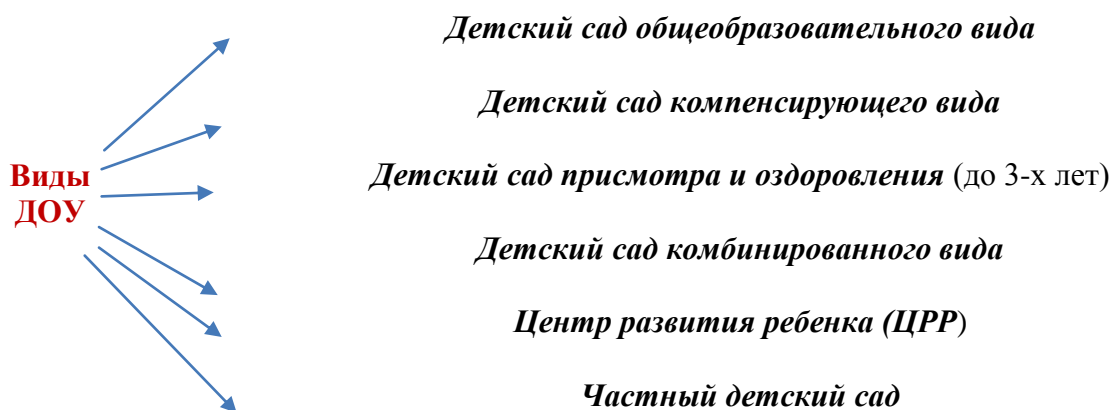 Детский сад общеобразовательного вида
Детский сад компенсирующего вида
Виды
ДОУ
Детский сад присмотра и оздоровления (до 3-х лет)
Детский сад комбинированного вида
Центр развития ребенка (ЦРР)
Частный детский сад